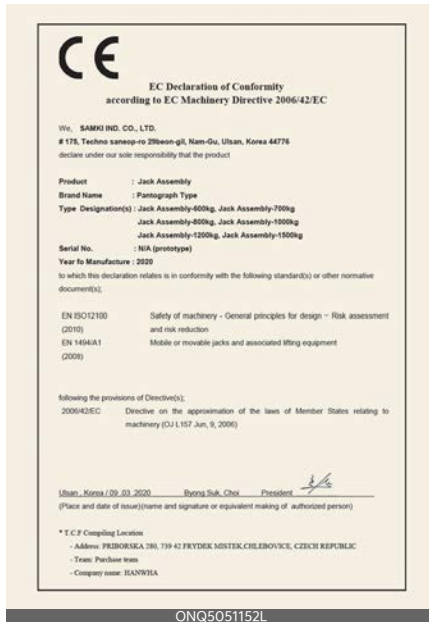 CE
EC Declaration of Conformity
according to EC Machinery Directive 2006/42/EC
We, SAMKI IND. CO., LTD.
# 175, Techno saneop-ro 29beon-gil, Nam-Gu, Ulsan, Korea 44776
declare under our sole responsibility that the product
Product : Jack Assembly
Brand Name : Pantograph Type
Type Designation(s) : Jack Assembly-600kg, Jack Assembly-700kg
Jack Assembly-800kg, Jack Assembly-1000kg
Jack Assembly-1200kg, Jack Assembly-1500kg
Serial No. : N/A (prototype)
Year fo Manufacture : 2020
to which this declaration relates is in conformity with the following standard(s) or other normative
document(s);
EN ISO12100 Safety of machinery - General principles for design – Risk assessment
(2010) and risk reduction
EN 1494/A1 Mobile or movable jacks and associated lifting equipment
(2008)
following the provisions of Directive(s);
2006/42/EC Directive on the approximation of the laws of Member States relating to
machinery (OJ L157 Jun, 9, 2006)
Ulsan , Korea / 09 .03 .2020 Byong Suk, Choi President
(Place and date of issue)(name and signature or equivalent making of authorized person)
* T.C.F Compiling Location
- Address: PRIBORSKA 280, 739 42 FRYDEK MISTEK,CHLEBOVICE, CZECH REPUBLIC
- Team: Purchase team
- Company name: HANWHA
ONQ5051152L